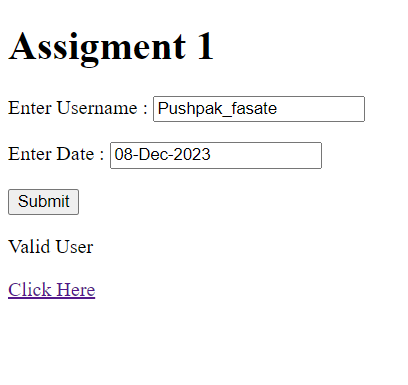 Assigment 1
Enter Username : Pushpak_fasate
Enter Date : 08-Dec-2023
Submit
Valid User
Click Here